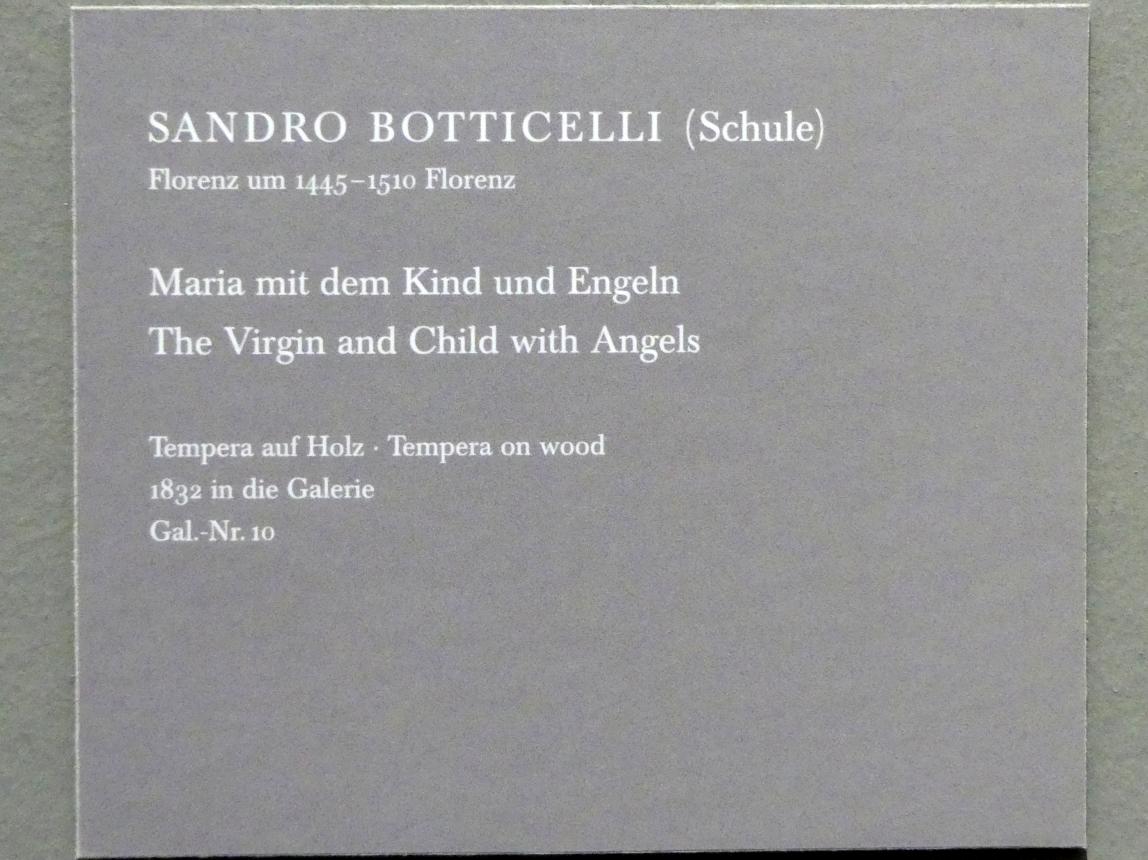 SANDRO BOTTICELLI (Schule)
Florenz um 1445–1510 Florenz
Maria mit dem Kind und Engeln
The Virgin and Child with Angels
Tempera auf Holz · Tempera on wood
1832 in die Galerie
Gal.-Nr. 10